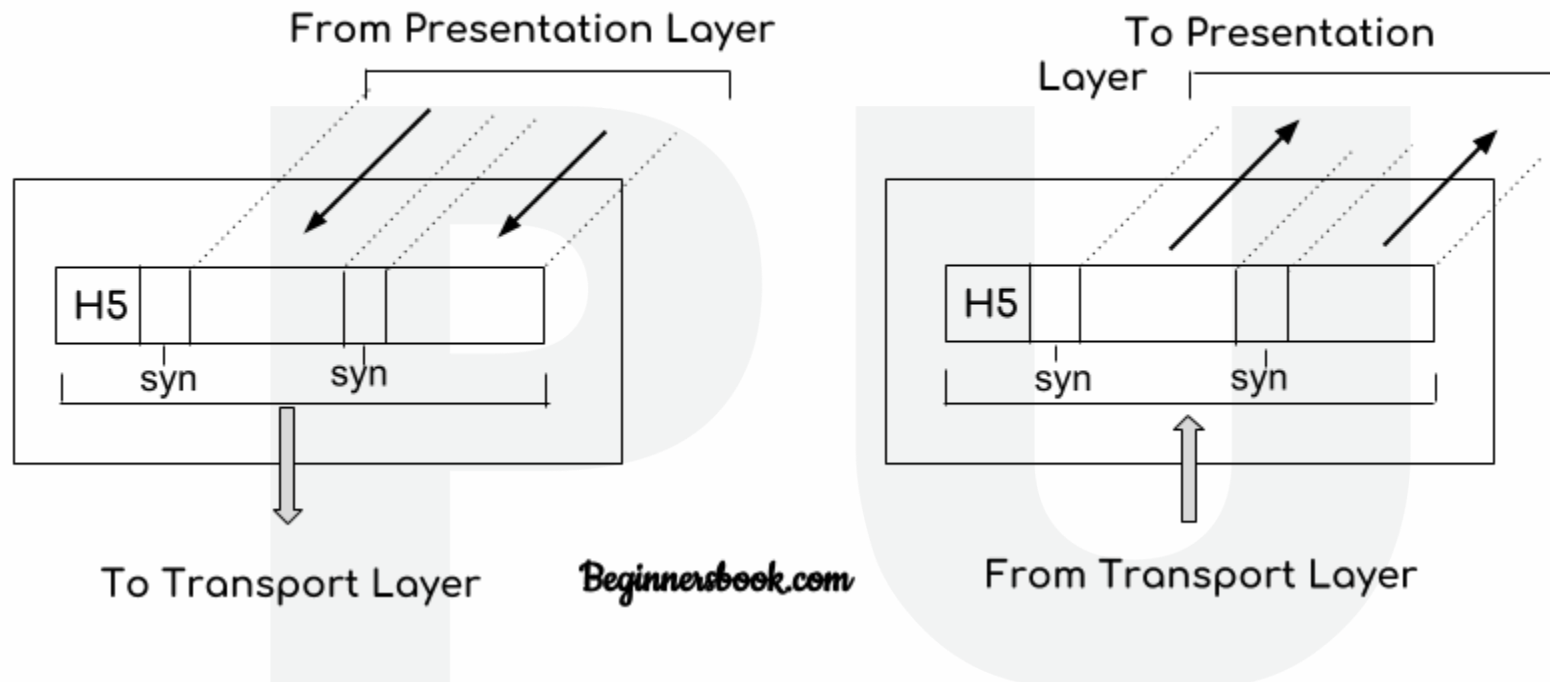 From Presentation Layer
To Presentation
Layer
H5
syn
syn
H5
syn
syn
To Transport Layer
Beginnersbook.com
From Transport Layer
PU